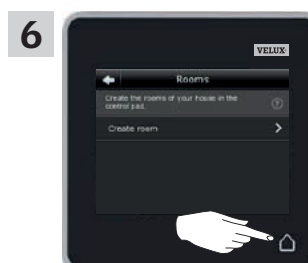 6
VELUX
Rooms
Create the rooms of your house in the
control pad.
?
Create room